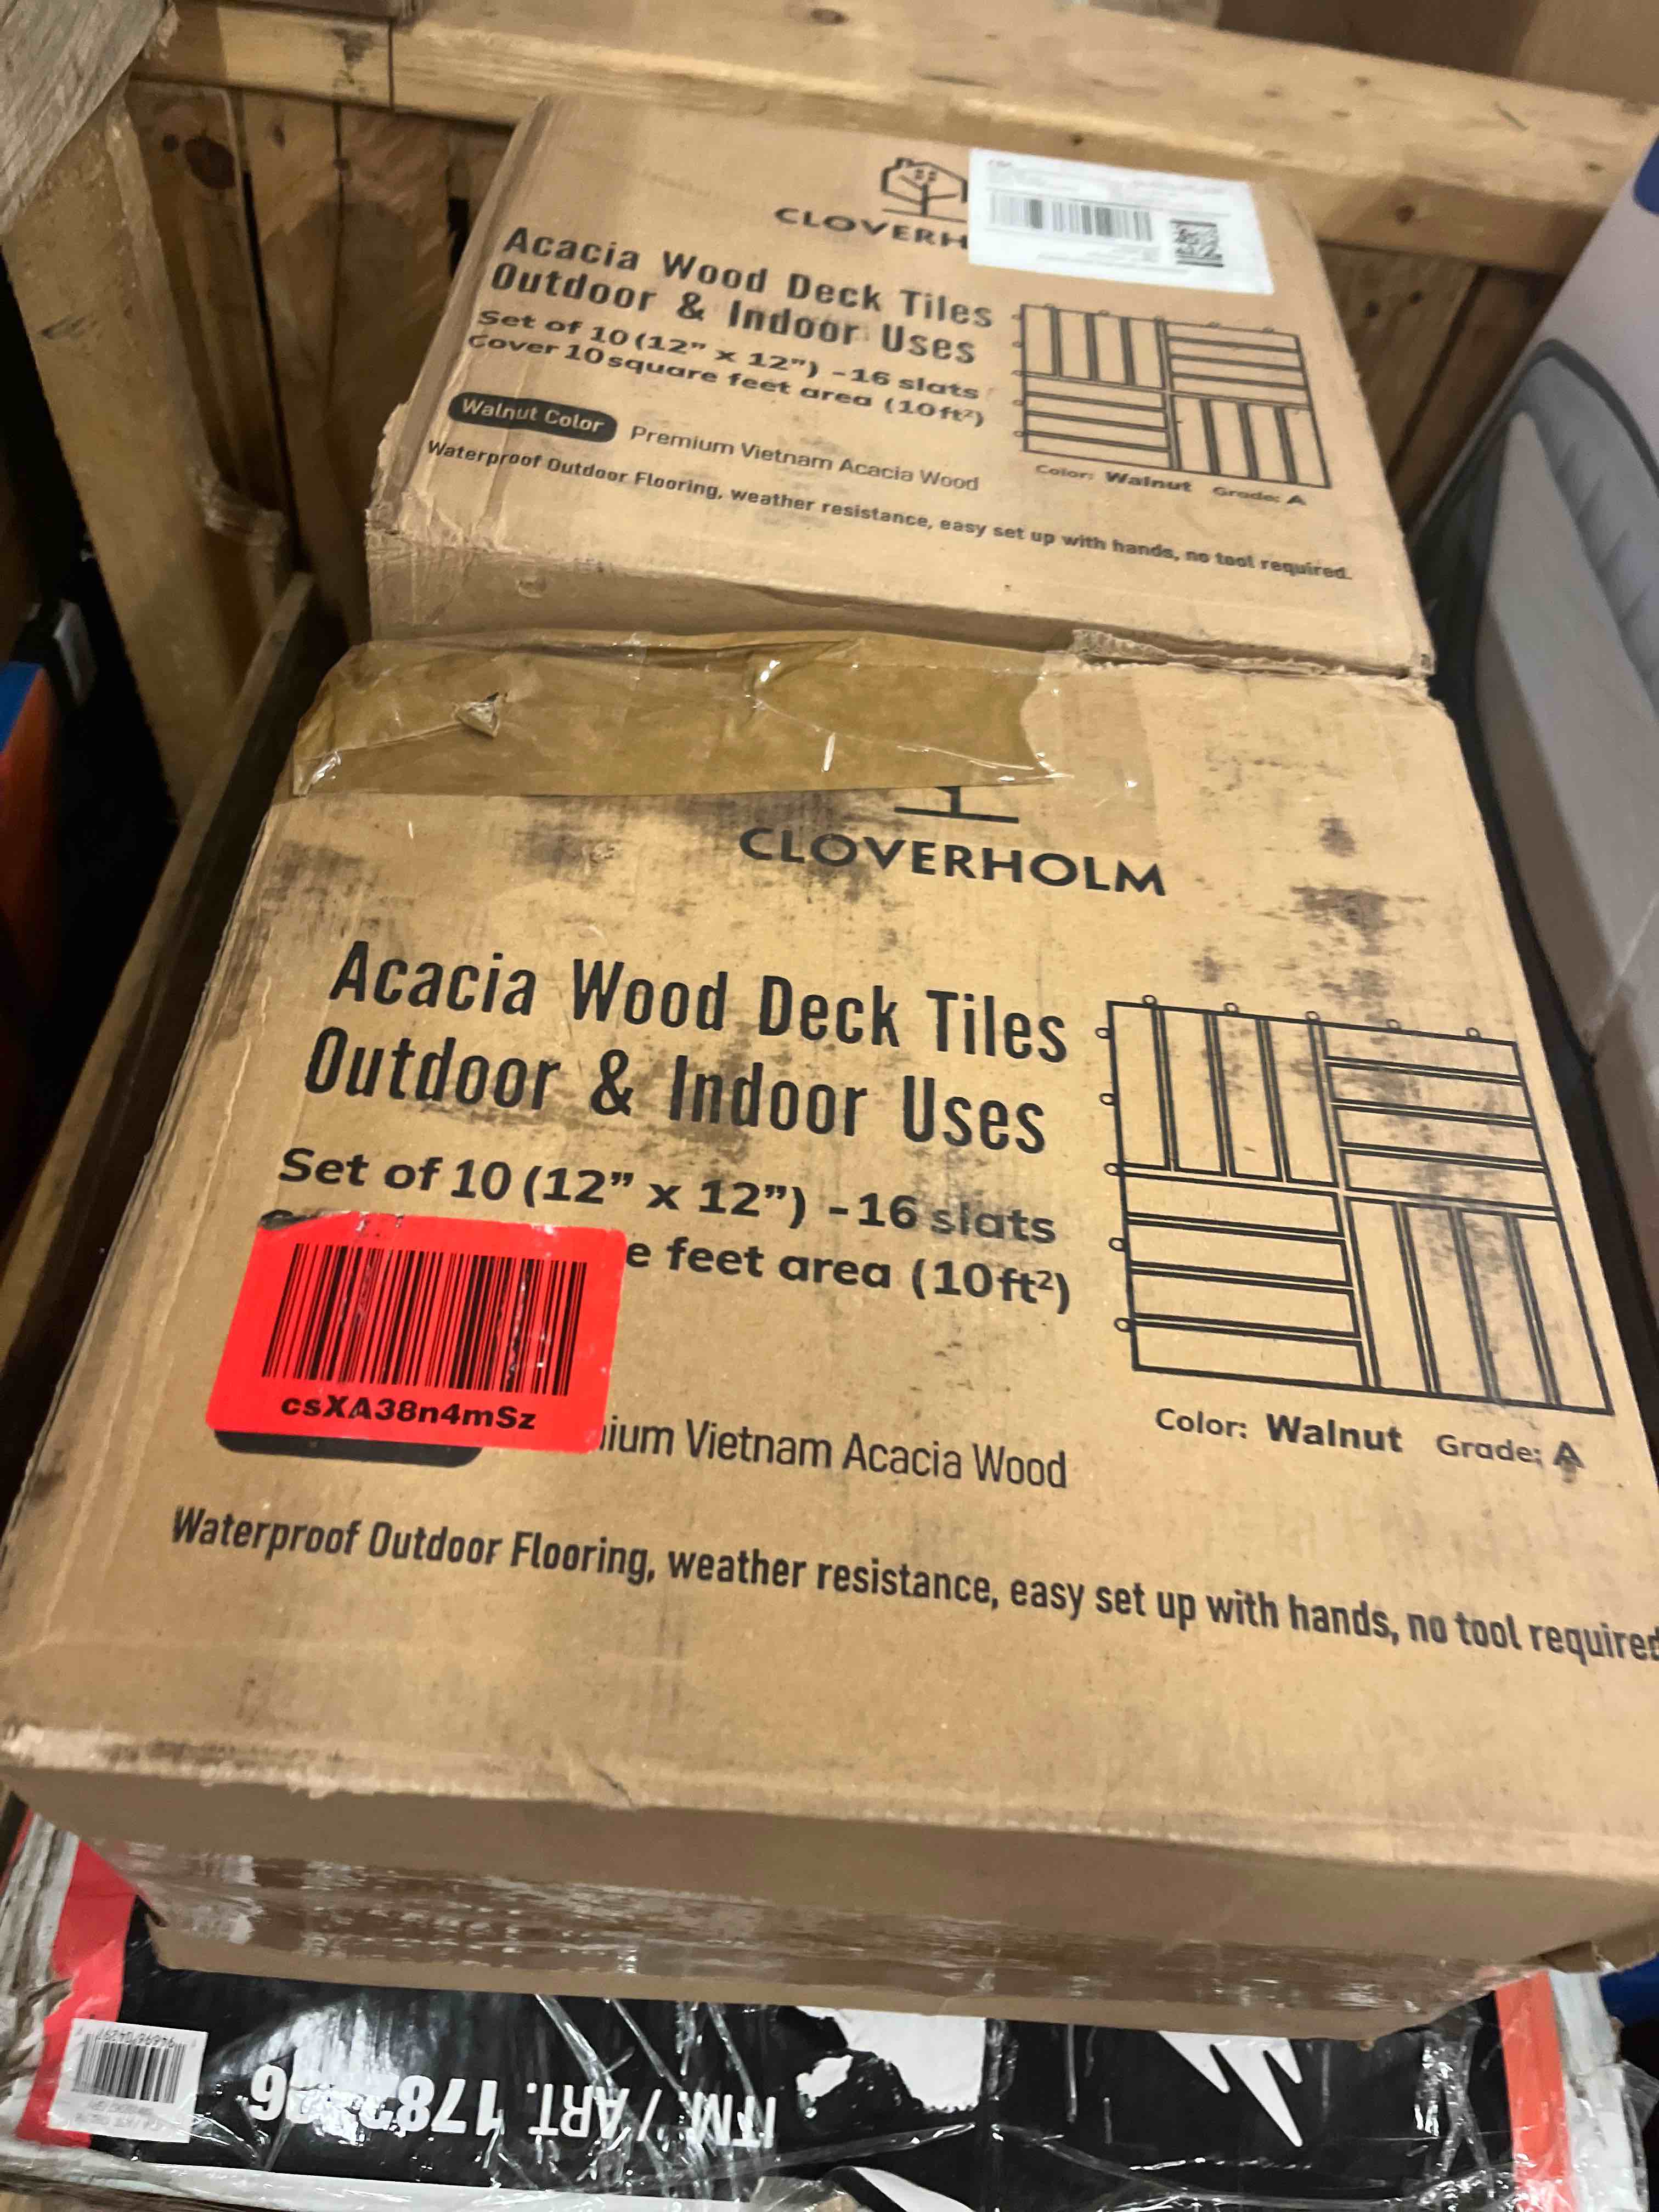 CLOVERH
Acacia Wood Deck Tiles
Outdoor & Indoor Uses
Set of 10 (12” x 12”) -16 slats
Cover 10 square feet area (10ft²)
Walnut Color Premium Vietnam Acacia Wood
Color: Walnut Grade: A
Waterproof Outdoor Flooring, weather resistance, easy set up with hands, no tool required.
CLOVERHOLM
Acacia Wood Deck Tiles
Outdoor & Indoor Uses
Set of 10 (12” x 12”) -16 slats
e feet area (10ft²)
csXA38n4mSz
ium Vietnam Acacia Wood
Color: Walnut Grade: A
Waterproof Outdoor Flooring, weather resistance, easy set up with hands, no tool required
ITM. / ART.